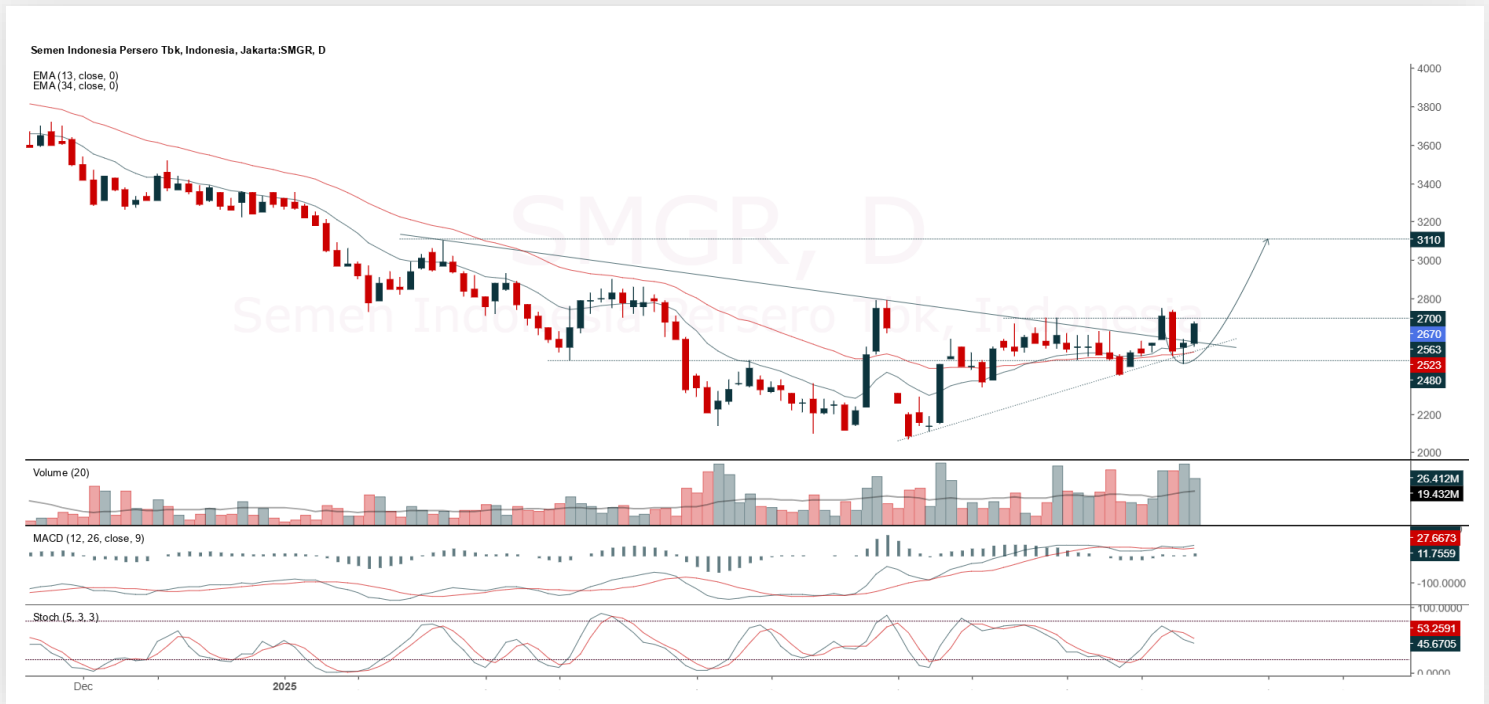 Semen Indonesia Persero Tbk, Indonesia, Jakarta:SMGR, D
EMA (13, close, 0)
EMA (34, close, 0)
SMGR, D
Semen Indonesia Persero Tbk, Indonesia
4000
3800
3600
3400
3200
3110
3000
2800
2700
2670
2563
2523
2480
2200
2000
Volume (20)
26.412M
19.432M
MACD (12, 26, close, 9)
27.6673
11.7559
-100.0000
Stoch (5, 3, 3)
100.0000
53.2591
45.6705
0.0000
Dec
2025